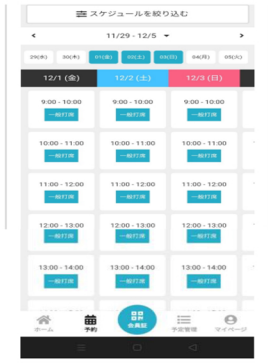 スケジュールを絞り込む
< 11/29 - 12/5 >
29(水) 30(木) 01(金) 02(土) 03(日) 04(月) 05(火)
12/1 (金) 12/2 (土) 12/3 (日)
9:00 - 10:00 9:00 - 10:00 9:00 - 10:00
一般打席 一般打席 一般打席
10:00 - 11:00 10:00 - 11:00 10:00 - 11:00
一般打席 一般打席 一般打席
11:00 - 12:00 11:00 - 12:00 11:00 - 12:00
一般打席 一般打席 一般打席
12:00 - 13:00 12:00 - 13:00 12:00 - 13:00
一般打席 一般打席 一般打席
13:00 - 14:00 13:00 - 14:00 13:00 - 14:00
一般打席 一般打席 一般打席
ホーム 予約 会員証 予定管理 マイページ